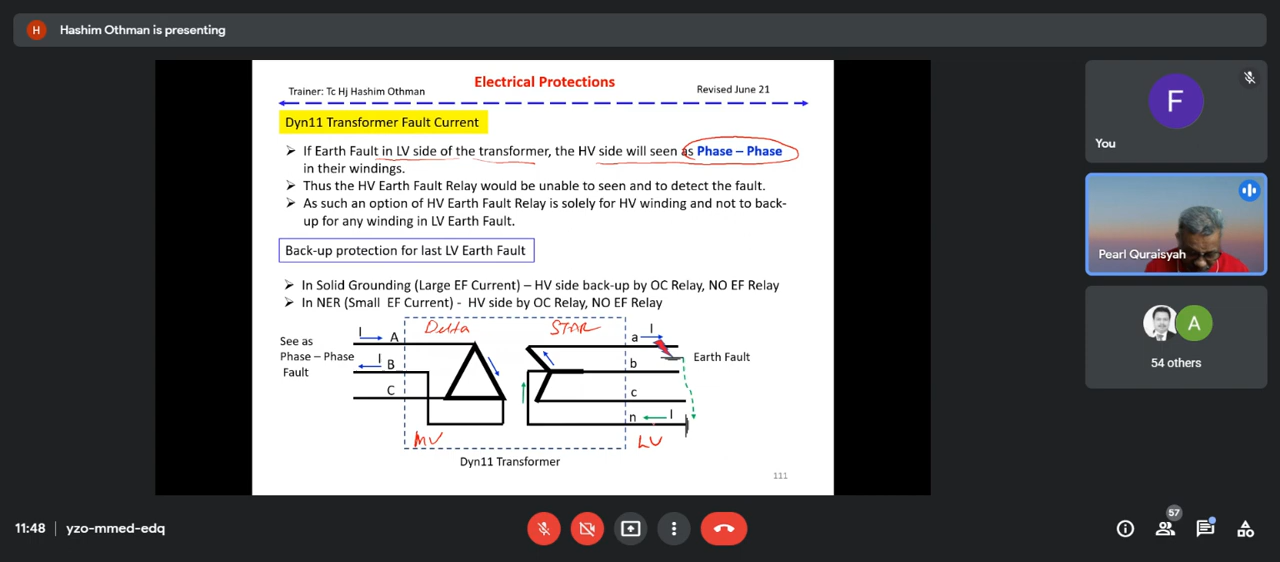 H Hashim Othman is presenting
Electrical Protections
Trainer: Tc Hj Hashim Othman
Revised June 21
Dyn11 Transformer Fault Current
➢ If Earth Fault in LV side of the transformer, the HV side will seen as Phase – Phase
in their windings.
➢ Thus the HV Earth Fault Relay would be unable to seen and to detect the fault.
➢ As such an option of HV Earth Fault Relay is solely for HV winding and not to back-
up for any winding in LV Earth Fault.
Back-up protection for last LV Earth Fault
➢ In Solid Grounding (Large EF Current) – HV side back-up by OC Relay, NO EF Relay
➢ In NER (Small EF Current) - HV side by OC Relay, NO EF Relay
See as
Phase – Phase
Fault
I
A
I
B
C
Delta
STAR
a
I
b
c
n
I
Earth Fault
MV
LV
Dyn11 Transformer
111
F
You
Pearl Quraisyah
A
54 others
11:48 | yzo-mmed-edq
57